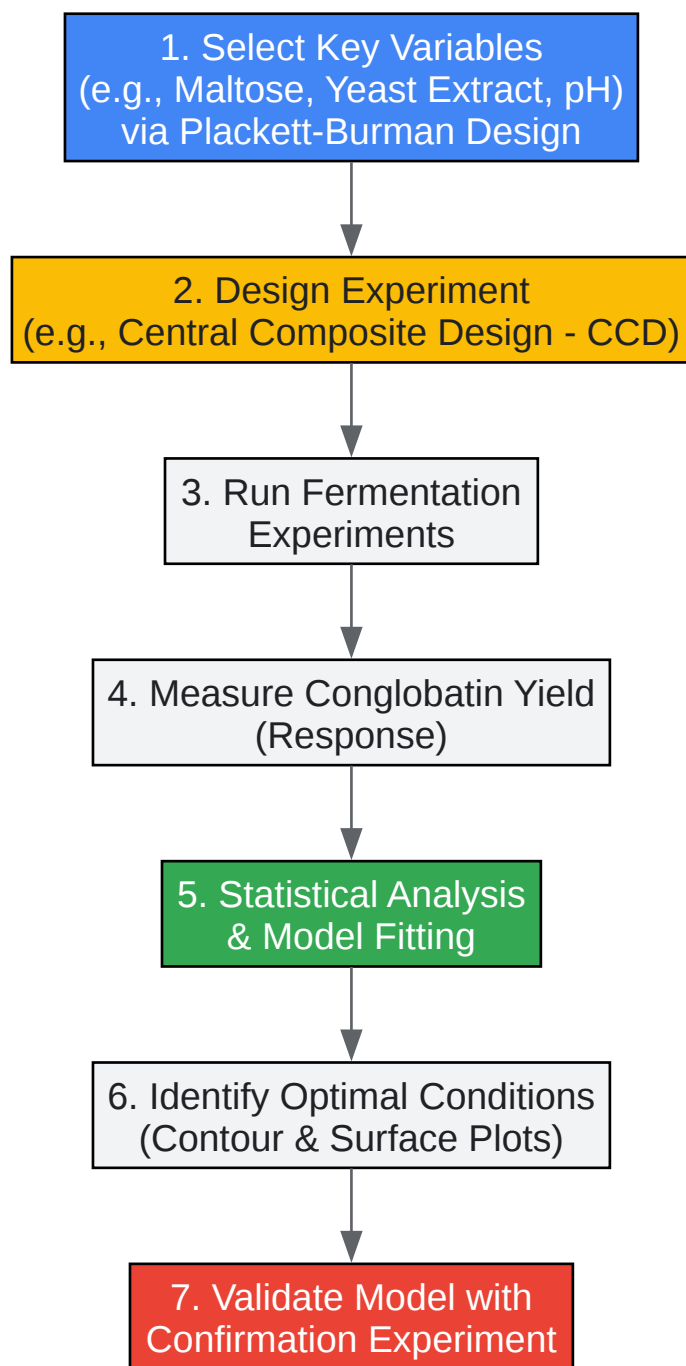 1. Select Key Variables
(e.g., Maltose, Yeast Extract, pH)
via Plackett-Burman Design
2. Design Experiment
(e.g., Central Composite Design - CCD)
3. Run Fermentation
Experiments
4. Measure Conglobatin Yield
(Response)
5. Statistical Analysis
& Model Fitting
6. Identify Optimal Conditions
(Contour & Surface Plots)
7. Validate Model with
Confirmation Experiment